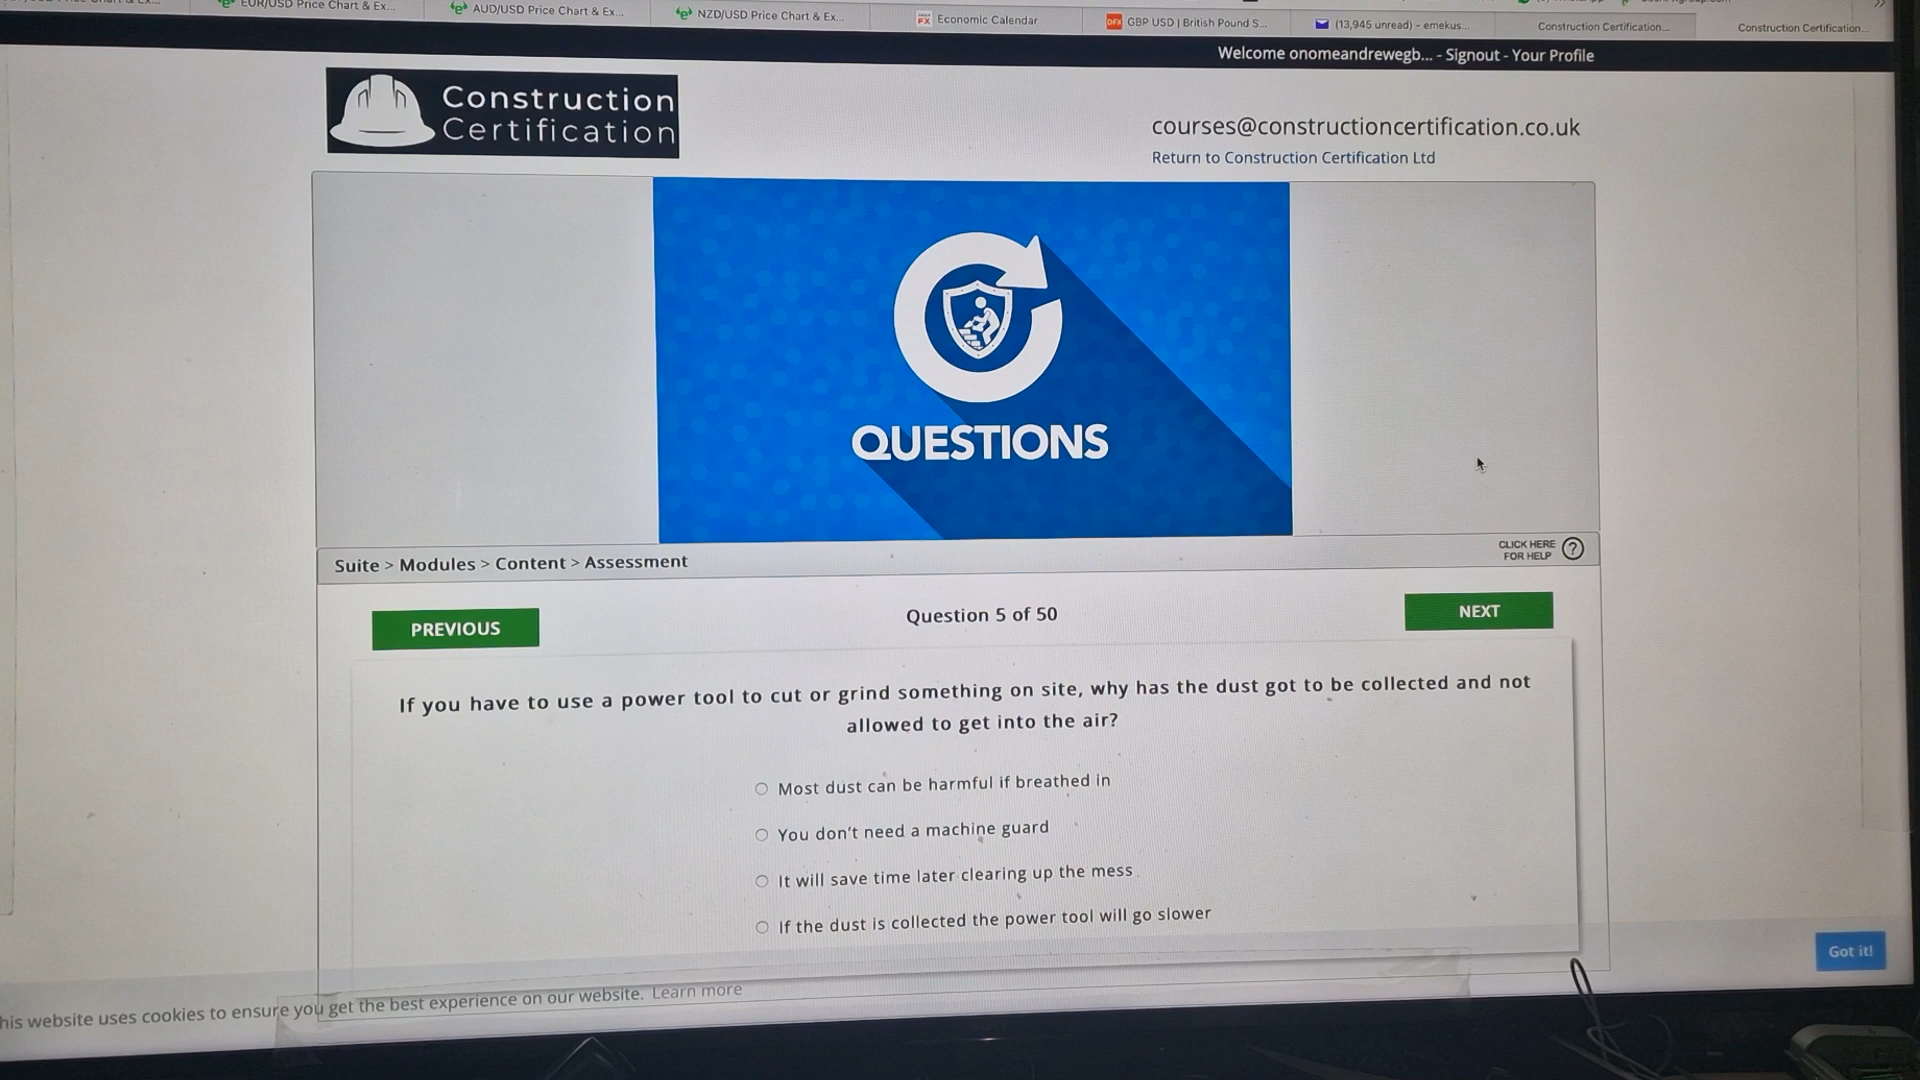 EUR/USD Price Chart & Ex...
AUD/USD Price Chart & Ex...
NZD/USD Price Chart & Ex...
Economic Calendar
GBP USD | British Pound S...
(13,945 unread) - emekus...
Construction Certification...
Construction Certification...
Welcome onomeandrewegb... - Signout - Your Profile
Construction
Certification
courses@constructioncertification.co.uk
Return to Construction Certification Ltd
QUESTIONS
Suite > Modules > Content > Assessment
CLICK HERE
FOR HELP ?
PREVIOUS
Question 5 of 50
NEXT
If you have to use a power tool to cut or grind something on site, why has the dust got to be collected and not
allowed to get into the air?
Most dust can be harmful if breathed in
You don't need a machine guard
It will save time later clearing up the mess
If the dust is collected the power tool will go slower
Got it!
his website uses cookies to ensure you get the best experience on our website. Learn more